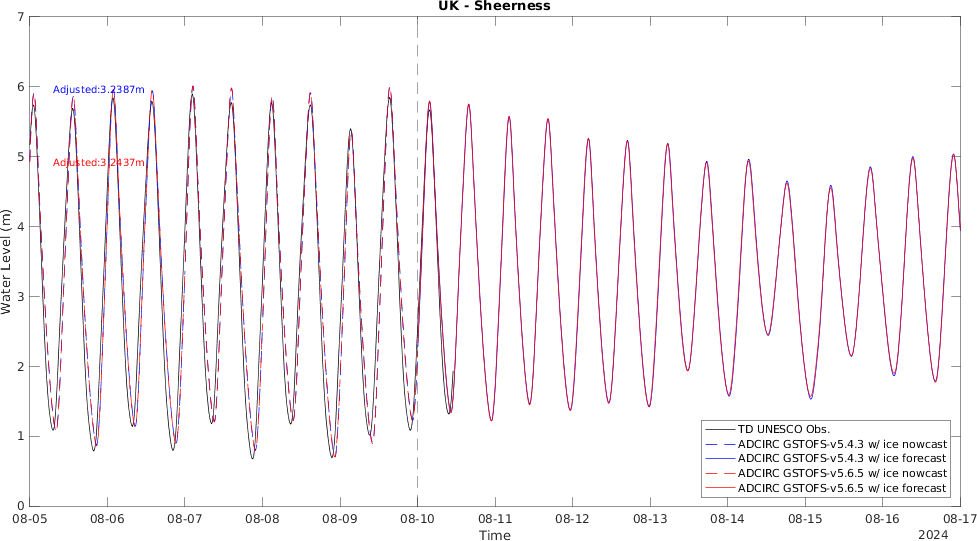 UK - Sheerness
7
6
5
4
3
2
1
0
Water Level (m)
Adjusted:3.2387m
Adjusted:3.2437m
TD UNESCO Obs.
ADCIRC GSTOFS-v5.4.3 w/ ice nowcast
ADCIRC GSTOFS-v5.4.3 w/ ice forecast
ADCIRC GSTOFS-v5.6.5 w/ ice nowcast
ADCIRC GSTOFS-v5.6.5 w/ ice forecast
08-05 08-06 08-07 08-08 08-09 08-10 08-11 08-12 08-13 08-14 08-15 08-16 08-17
Time
2024